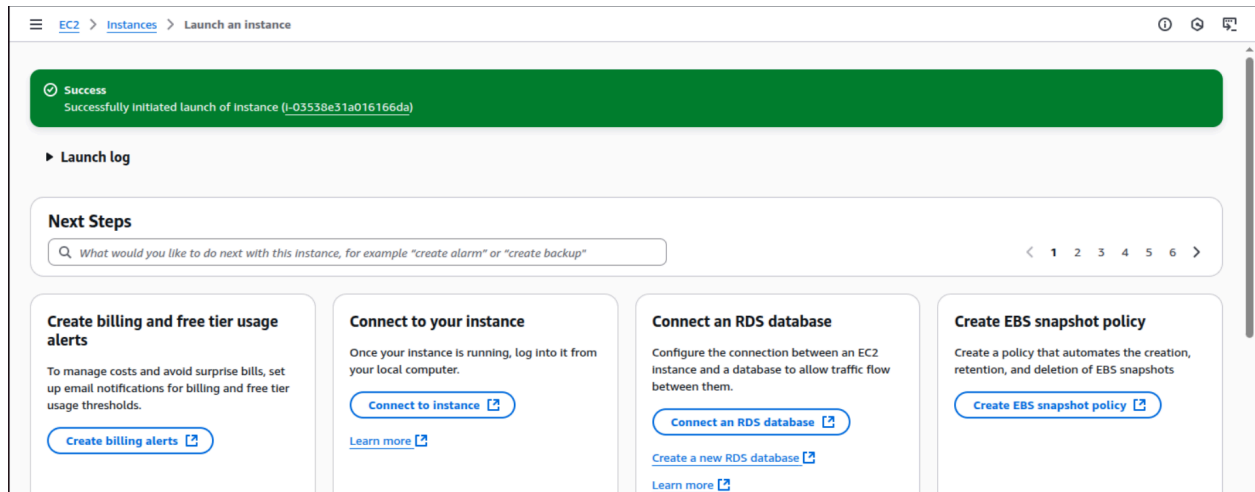 EC2 > Instances > Launch an instance
Success
Successfully initiated launch of instance (i-03538e31a016166da)
Launch log
Next Steps
What would you like to do next with this instance, for example "create alarm" or "create backup"
< 1 2 3 4 5 6 >
Create billing and free tier usage
alerts
To manage costs and avoid surprise bills, set
up email notifications for billing and free tier
usage thresholds.
Create billing alerts
Connect to your instance
Once your instance is running, log into it from
your local computer.
Connect to instance
Learn more
Connect an RDS database
Configure the connection between an EC2
instance and a database to allow traffic flow
between them.
Connect an RDS database
Create a new RDS database
Learn more
Create EBS snapshot policy
Create a policy that automates the creation,
retention, and deletion of EBS snapshots
Create EBS snapshot policy